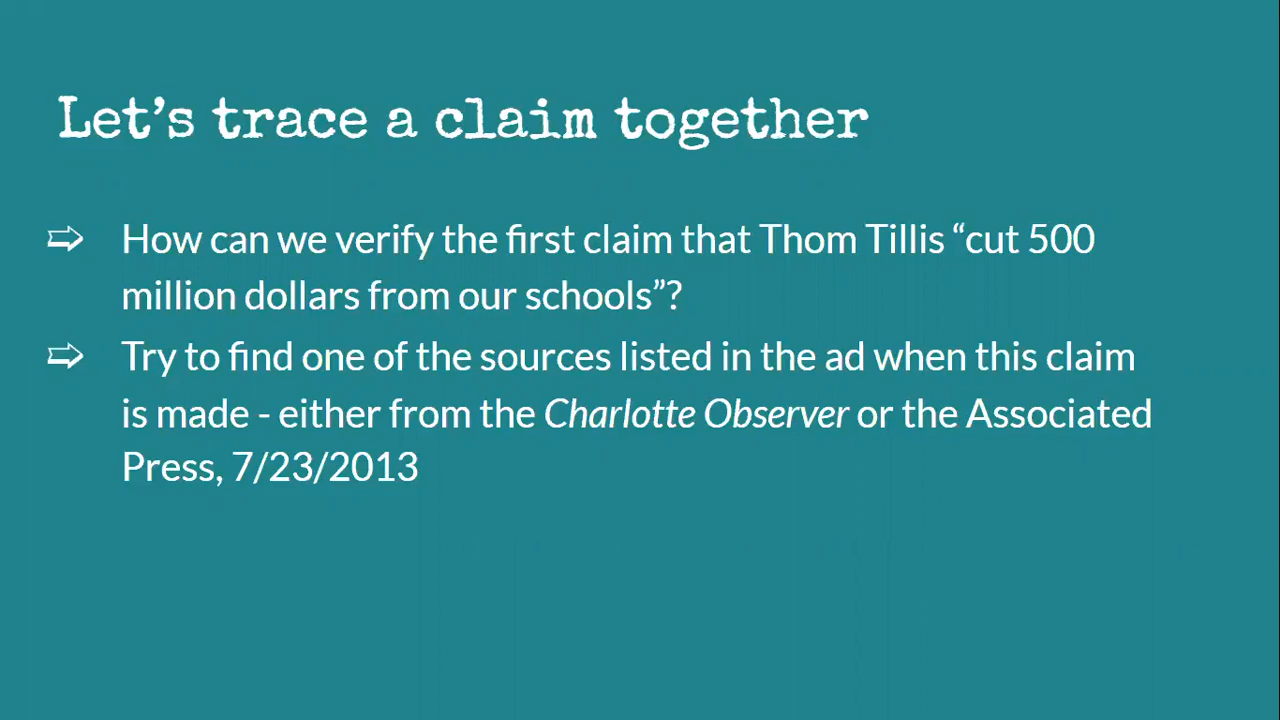 Let’s trace a claim together
⇨ How can we verify the first claim that Thom Tillis “cut 500
million dollars from our schools”?
⇨ Try to find one of the sources listed in the ad when this claim
is made - either from the Charlotte Observer or the Associated
Press, 7/23/2013